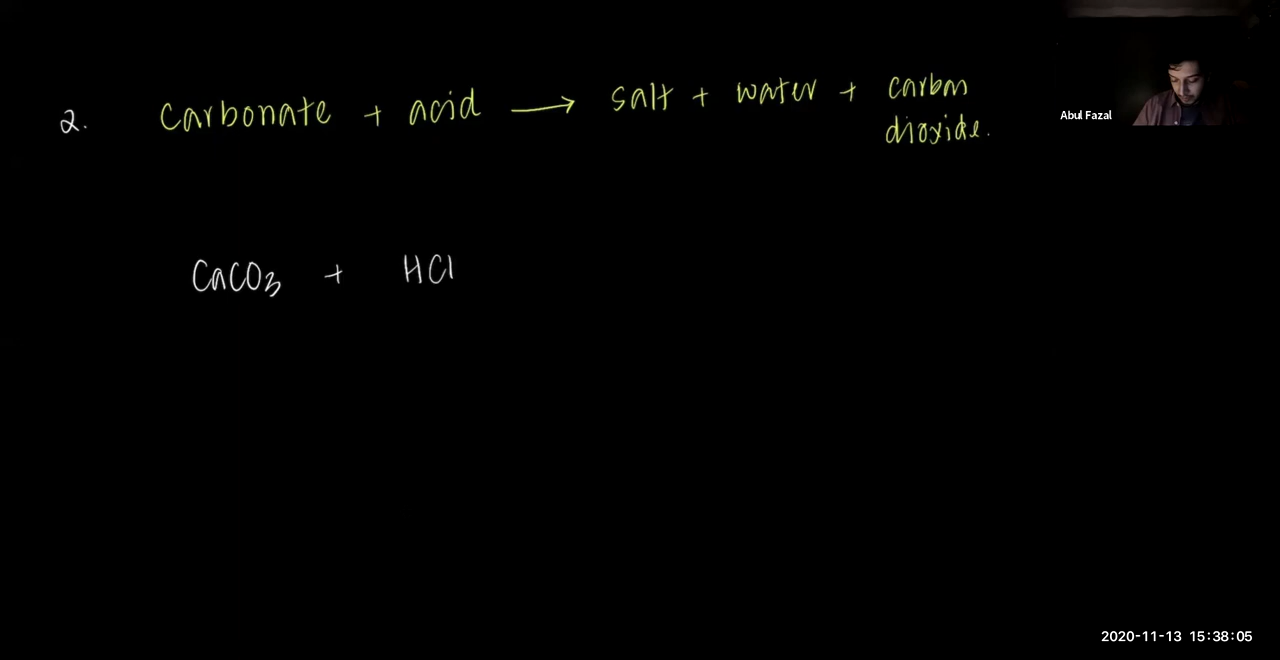 2. Carbonate + acid ⟶ salt + water + carbon
dioxide.
Abul Fazal
CaCO3 + HCl
2020-11-13 15:38:05